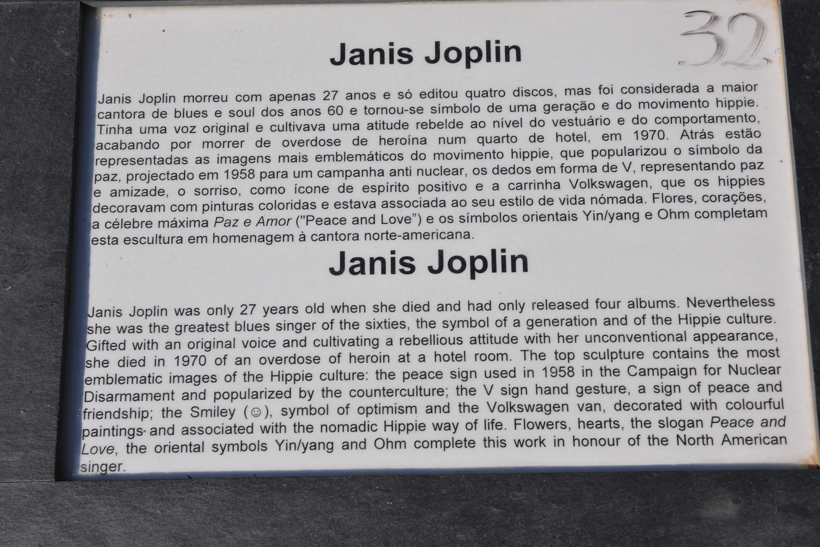 32
Janis Joplin
Janis Joplin morreu com apenas 27 anos e só editou quatro discos, mas foi considerada a maior
cantora de blues e soul dos anos 60 e tornou-se símbolo de uma geração e do movimento hippie.
Tinha uma voz original e cultivava uma atitude rebelde ao nível do vestuário e do comportamento,
acabando por morrer de overdose de heroína num quarto de hotel, em 1970. Atrás estão
representadas as imagens mais emblemáticos do movimento hippie, que popularizou o símbolo da
paz, projectado em 1958 para um campanha anti nuclear, os dedos em forma de V, representando paz
e amizade, o sorriso, como ícone de espírito positivo e a carrinha Volkswagen, que os hippies
decoravam com pinturas coloridas e estava associada ao seu estilo de vida nómada. Flores, corações,
a célebre máxima Paz e Amor ("Peace and Love") e os símbolos orientais Yin/yang e Ohm completam
esta escultura em homenagem à cantora norte-americana.
Janis Joplin
Janis Joplin was only 27 years old when she died and had only released four albums. Nevertheless
she was the greatest blues singer of the sixties, the symbol of a generation and of the Hippie culture.
Gifted with an original voice and cultivating a rebellious attitude with her unconventional appearance,
she died in 1970 of an overdose of heroin at a hotel room. The top sculpture contains the most
emblematic images of the Hippie culture: the peace sign used in 1958 in the Campaign for Nuclear
Disarmament and popularized by the counterculture; the V sign hand gesture, a sign of peace and
friendship; the Smiley (☺), symbol of optimism and the Volkswagen van, decorated with colourful
paintings and associated with the nomadic Hippie way of life. Flowers, hearts, the slogan Peace and
Love, the oriental symbols Yin/yang and Ohm complete this work in honour of the North American
singer.